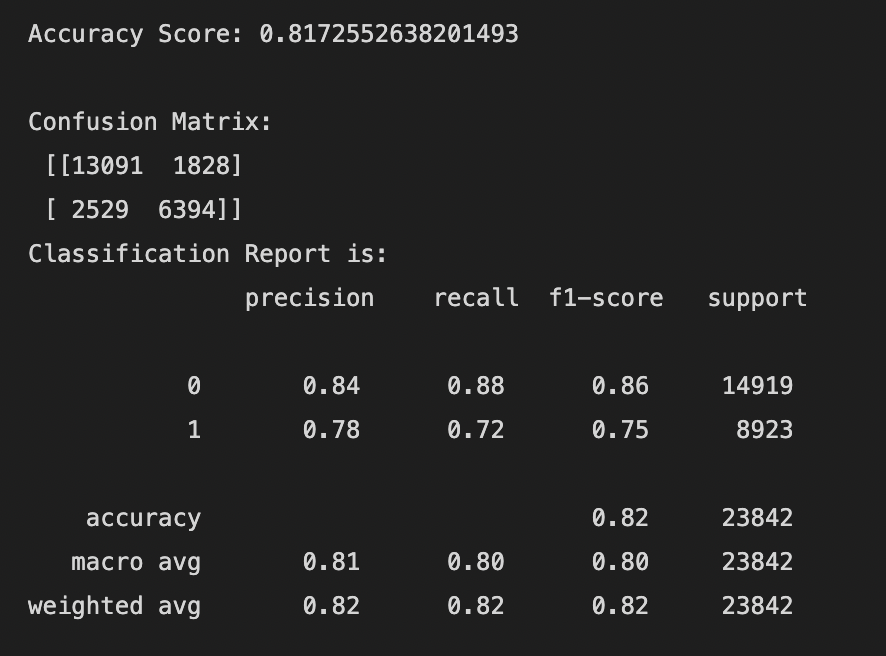 Accuracy Score: 0.8172552638201493
Confusion Matrix:
[[13091  1828]
[ 2529  6394]]
Classification Report is:
precision    recall  f1-score   support
0       0.84      0.88      0.86     14919
1       0.78      0.72      0.75      8923
accuracy                           0.82     23842
macro avg       0.81      0.80      0.80     23842
weighted avg       0.82      0.82      0.82     23842